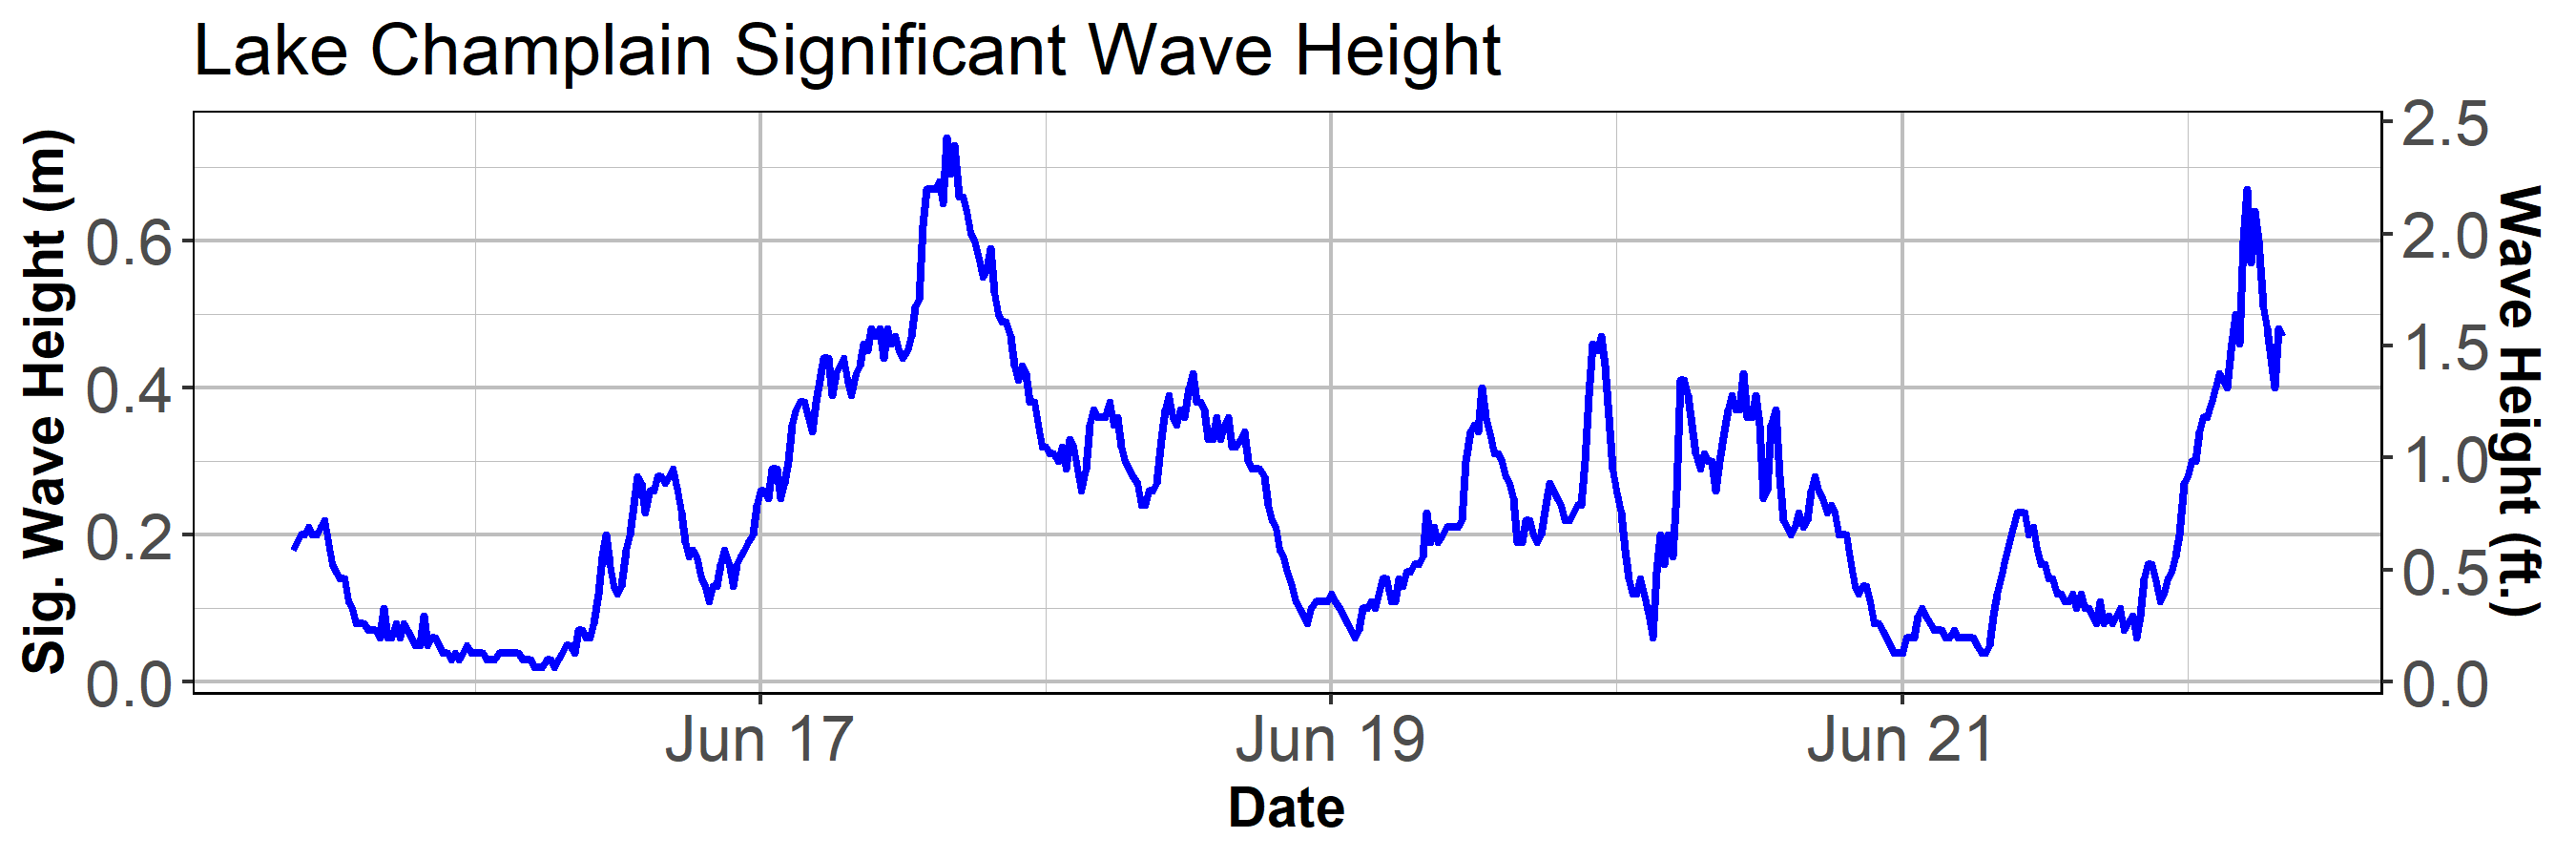 Lake Champlain Significant Wave Height
Sig. Wave Height (m)
0.6
0.4
0.2
0.0
2.5
2.0
1.5
1.0
0.5
0.0
Wave Height (ft.)
Jun 17 Jun 19 Jun 21
Date